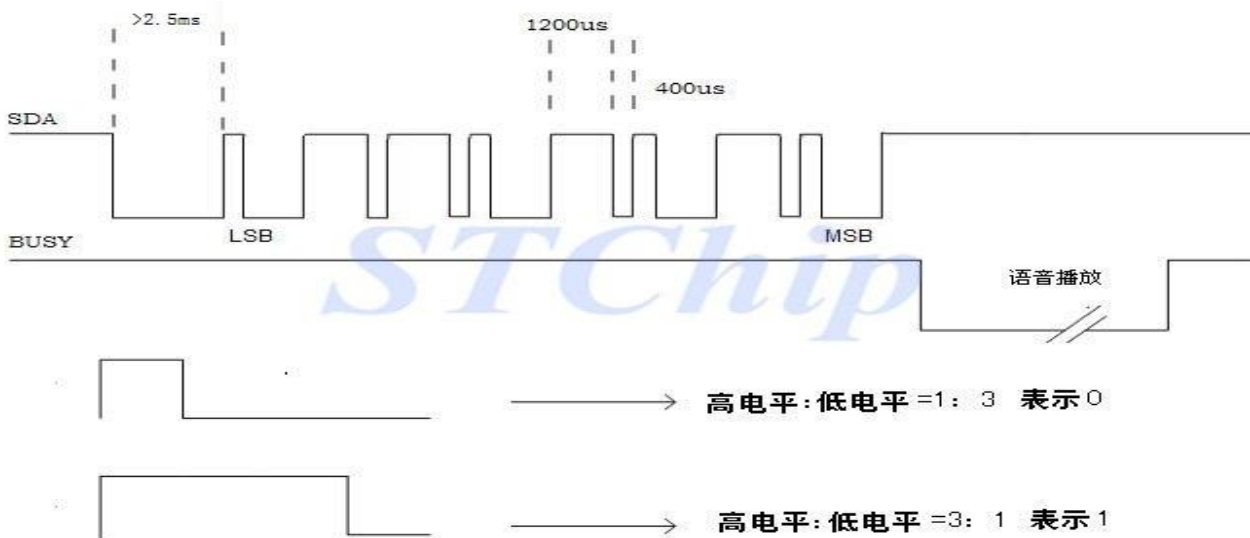 >2.5ms
1200us
400us
SDA
LSB
MSB
BUSY
STChip
语音播放
高电平:低电平=1: 3 表示0
高电平:低电平=3: 1 表示1